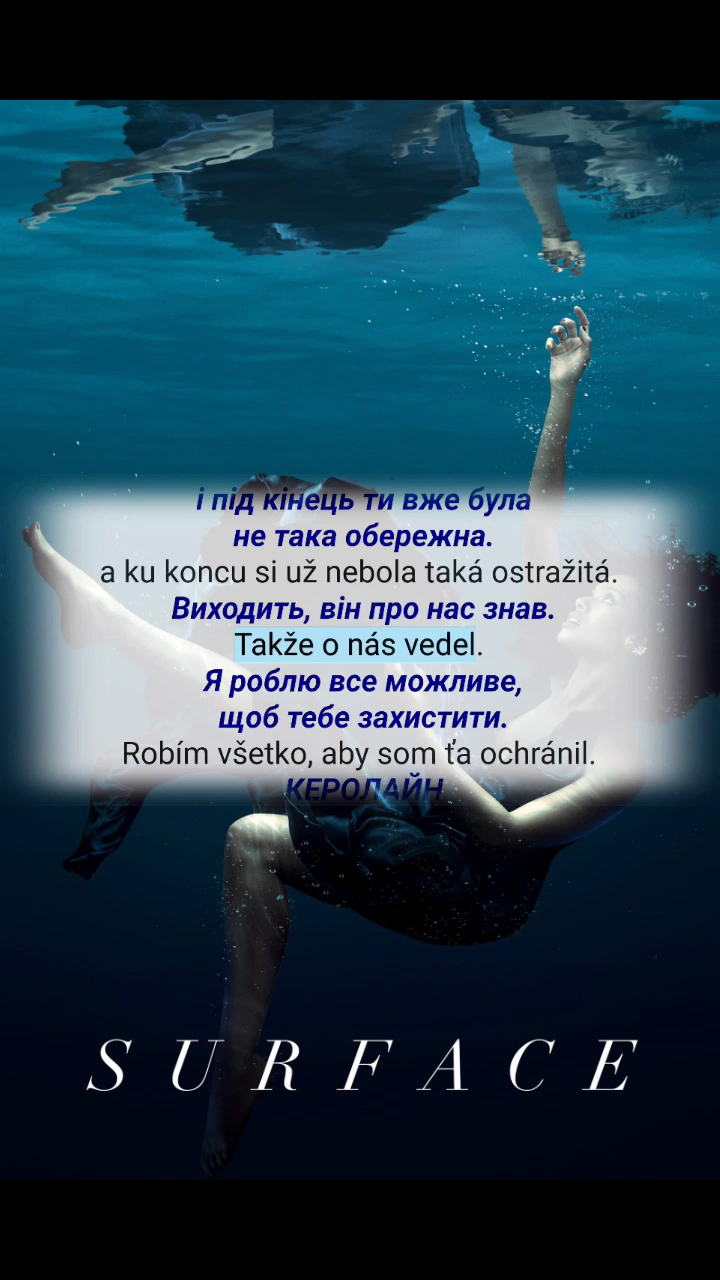 і під кінець ти вже була
не така обережна.
a ku koncu si už nebola taká ostražitá.
Виходить, він про нас знав.
Takže o nás vedel.
Я роблю все можливе,
щоб тебе захистити.
Robím všetko, aby som ťa ochránil.
КЕРОЛАЙН
SURFACE